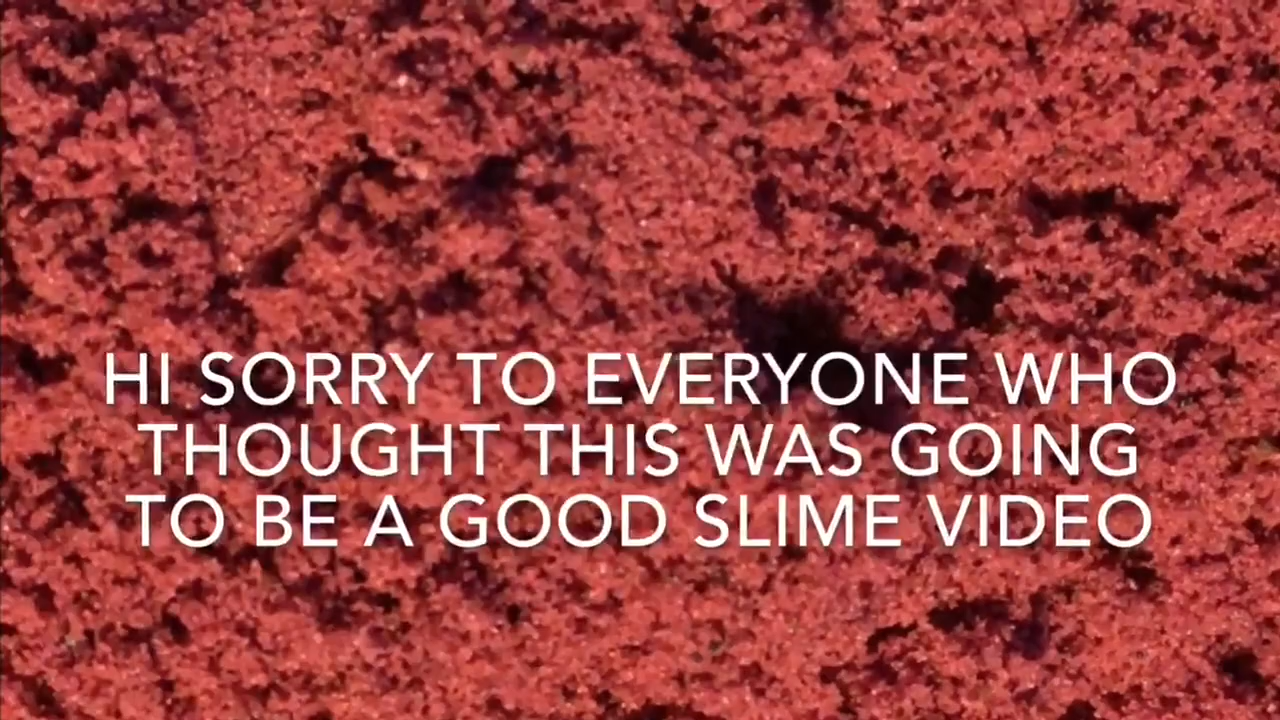 HI SORRY TO EVERYONE WHO
THOUGHT THIS WAS GOING
TO BE A GOOD SLIME VIDEO